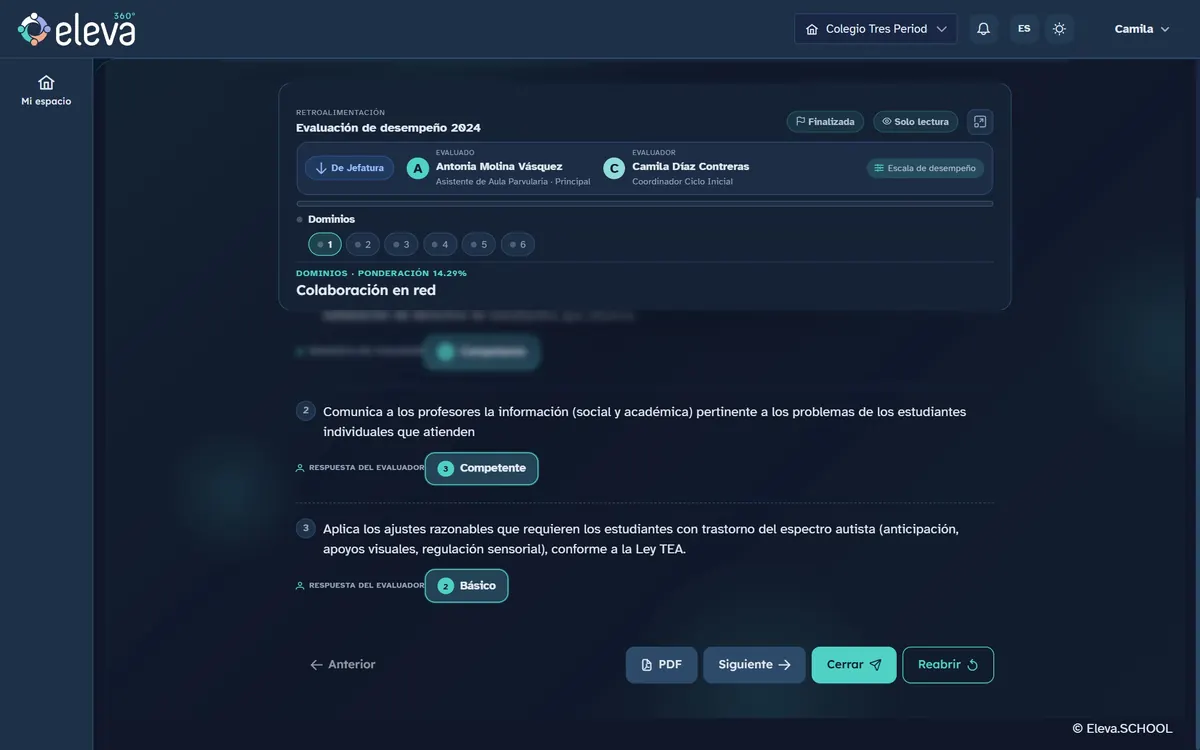 eleva 360°
Colegio Tres Period
ES
Camila
Mi espacio
RETROALIMENTACIÓN
Evaluación de desempeño 2024
Finalizada
Solo lectura
De Jefatura
A
EVALUADO
Antonia Molina Vásquez
Asistente de Aula Parvularia · Principal
C
EVALUADOR
Camila Díaz Contreras
Coordinador Ciclo Inicial
Escala de desempeño
Dominios
1 2 3 4 5 6
DOMINIOS · PONDERACIÓN 14.29%
Colaboración en red
2 Comunica a los profesores la información (social y académica) pertinente a los problemas de los estudiantes
individuales que atienden
RESPUESTA DEL EVALUADOR 3 Competente
3 Aplica los ajustes razonables que requieren los estudiantes con trastorno del espectro autista (anticipación,
apoyos visuales, regulación sensorial), conforme a la Ley TEA.
RESPUESTA DEL EVALUADOR 2 Básico
Anterior
PDF
Siguiente
Cerrar
Reabrir
© Eleva.SCHOOL